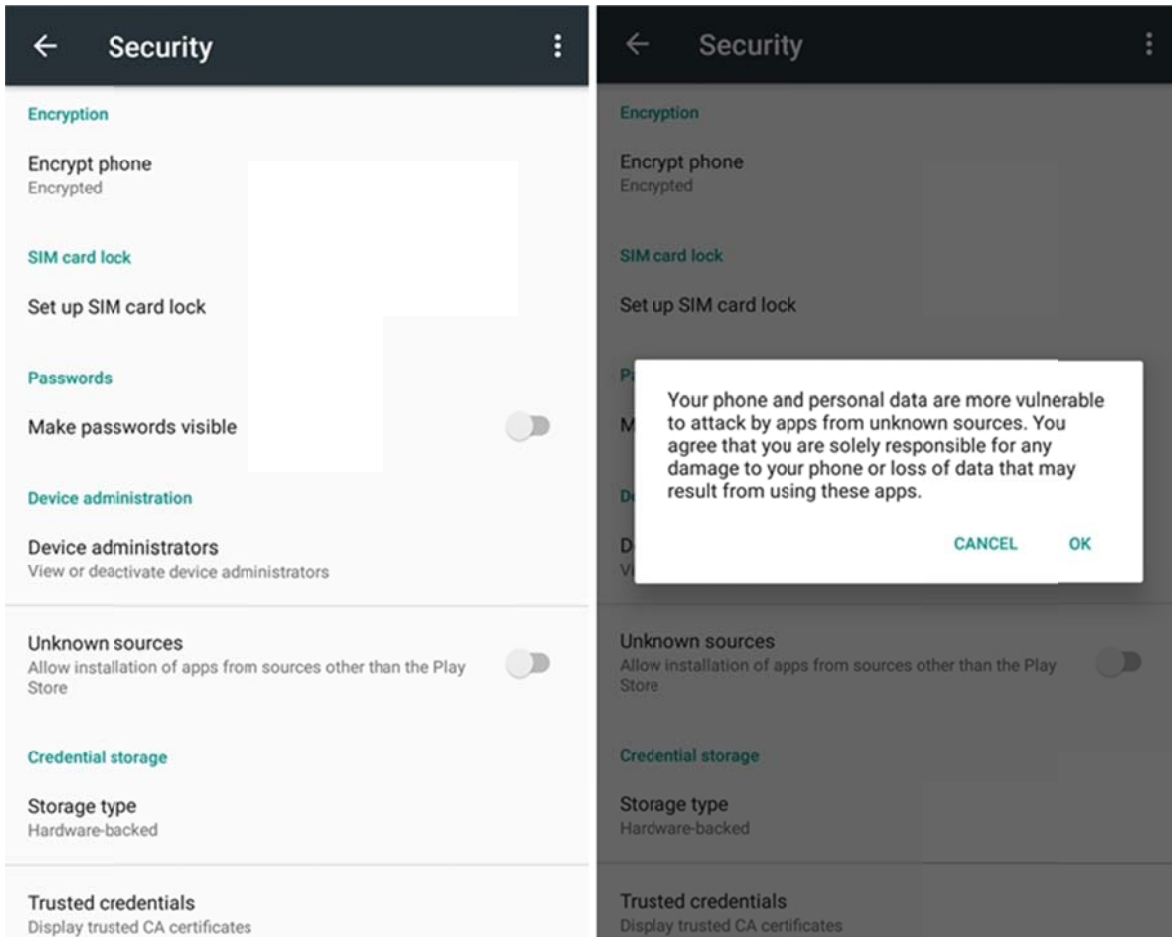 Security
Encryption
Encrypt phone
Encrypted
SIM card lock
Set up SIM card lock
Passwords
Make passwords visible
Device administration
Device administrators
View or deactivate device administrators
Unknown sources
Allow installation of apps from sources other than the Play
Store
Credential storage
Storage type
Hardware-backed
Trusted credentials
Display trusted CA certificates
Security
Encryption
Encrypt phone
Encrypted
SIM card lock
Set up SIM card lock
Your phone and personal data are more vulnerable
to attack by apps from unknown sources. You
agree that you are solely responsible for any
damage to your phone or loss of data that may
result from using these apps.
CANCEL OK
Unknown sources
Allow installation of apps from sources other than the Play
Store
Credential storage
Storage type
Hardware-backed
Trusted credentials
Display trusted CA certificates